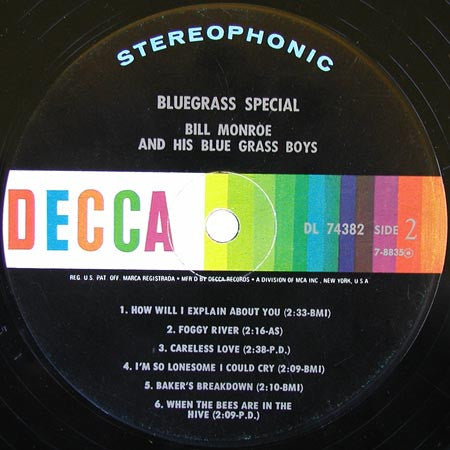 STEREOPHONIC
BLUEGRASS SPECIAL
BILL MONROE
AND HIS BLUE GRASS BOYS
DECCA
DL 74382 SIDE 2
7-8835
REG. U.S. PAT. OFF. MARCA REGISTRADA • MFR'D BY DECCA RECORDS • A DIVISION OF MCA INC., NEW YORK, U S A
1. HOW WILL I EXPLAIN ABOUT YOU (2:33-BMI)
2. FOGGY RIVER (2:16-AS)
3. CARELESS LOVE (2:38-P.D.)
4. I'M SO LONESOME I COULD CRY (2:09-BMI)
5. BAKER'S BREAKDOWN (2:10-BMI)
6. WHEN THE BEES ARE IN THE
HIVE (2:09-P.D.)